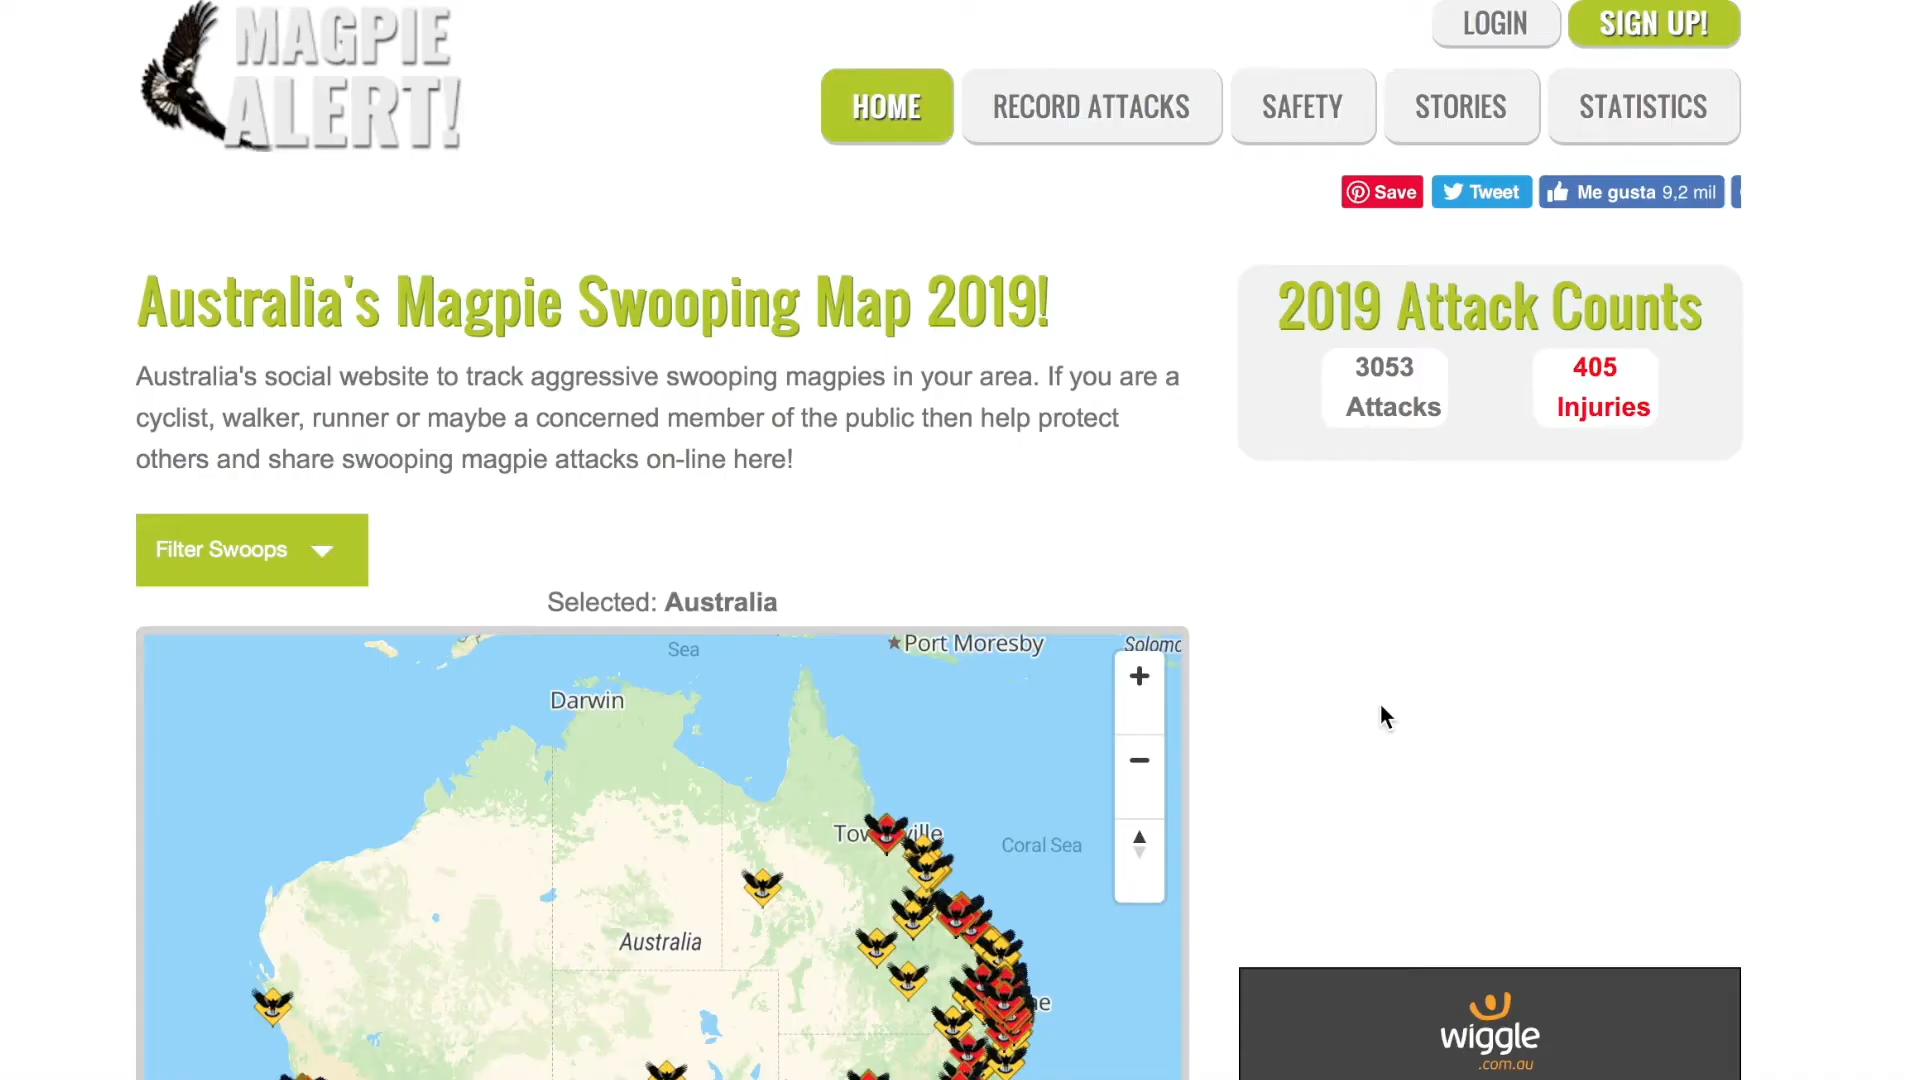 MAGPIE
ALERT!
LOGIN
SIGN UP!
HOME
RECORD ATTACKS
SAFETY
STORIES
STATISTICS
Save
Tweet
Me gusta 9,2 mil
Australia's Magpie Swooping Map 2019!
Australia's social website to track aggressive swooping magpies in your area. If you are a
cyclist, walker, runner or maybe a concerned member of the public then help protect
others and share swooping magpie attacks on-line here!
2019 Attack Counts
3053
Attacks
405
Injuries
Filter Swoops
Selected: Australia
Sea
Port Moresby
Darwin
Coral Sea
Australia
wiggle
.com.au